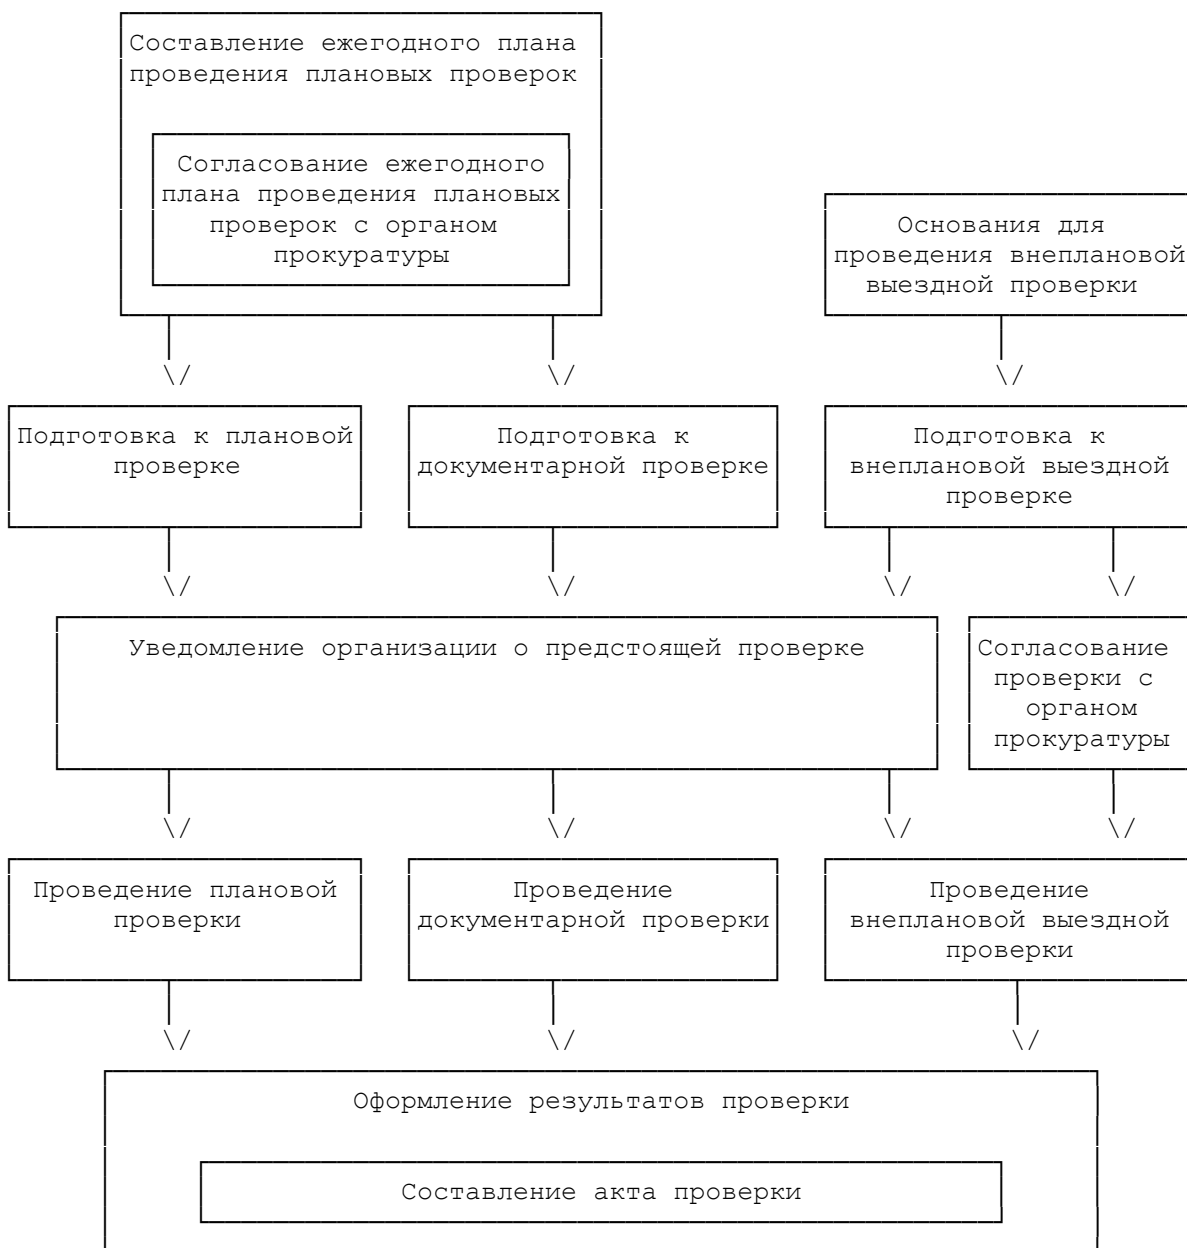 Составление ежегодного плана
проведения плановых проверок
Согласование ежегодного
плана проведения плановых
проверок с органом
прокуратуры
Основания для
проведения внеплановой
выездной проверки
Подготовка к плановой
проверке
Подготовка к
документарной проверке
Подготовка к
внеплановой выездной
проверке
Уведомление организации о предстоящей проверке
Согласование
проверки с
органом
прокуратуры
Проведение плановой
проверки
Проведение
документарной проверки
Проведение
внеплановой выездной
проверки
Оформление результатов проверки
Составление акта проверки